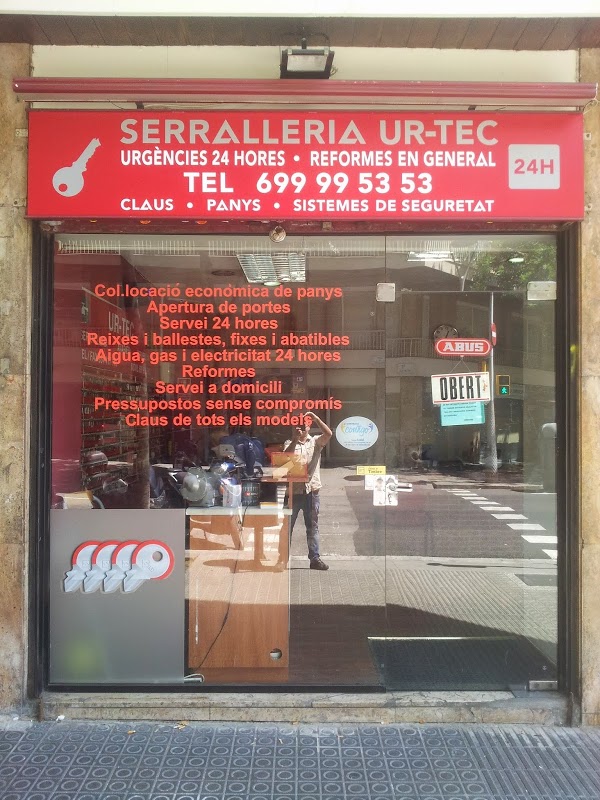 SERRALLERIA UR-TEC
URGÈNCIES 24 HORES • REFORMES EN GENERAL
24H
TEL 699 99 53 53
CLAUS • PANYS • SISTEMES DE SEGURETAT
Col.locació econòmica de panys
Apertura de portes
Servei 24 hores
Reixes i ballestes, fixes i abatibles
Aigua, gas i electricitat 24 hores
Reformes
Servei a domicili
Pressupostos sense compromís
Claus de tots els models
ABUS
OBERT